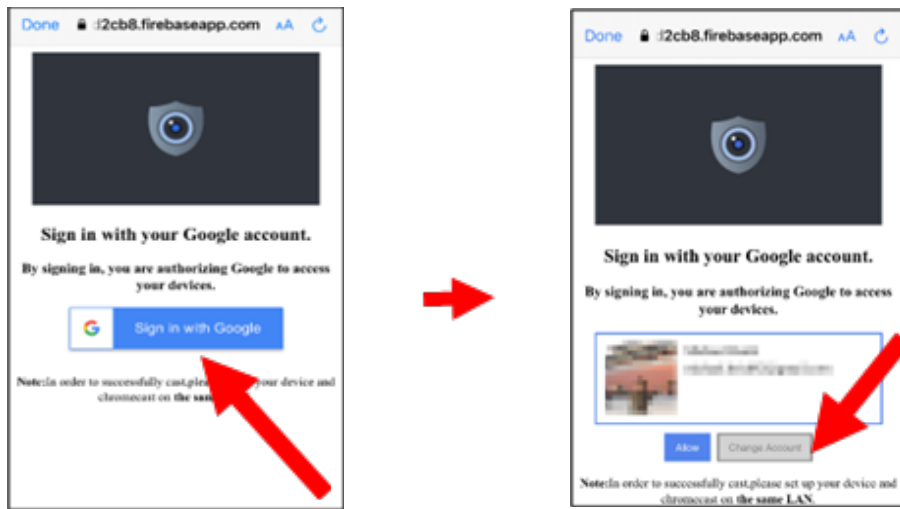 Done :l2cb8.firebaseapp.com AA
Sign in with your Google account.
By signing in, you are authorizing Google to access
your devices.
G Sign in with Google
Note:In order to successfully cast,ple your device and
chromecast on the sam
Done :l2cb8.firebaseapp.com AA
Sign in with your Google account.
By signing in, you are authorizing Google to access
your devices.
Allow Change Account
Note:In order to successfully cast,please set up your device and
chromecast on the same LAN.